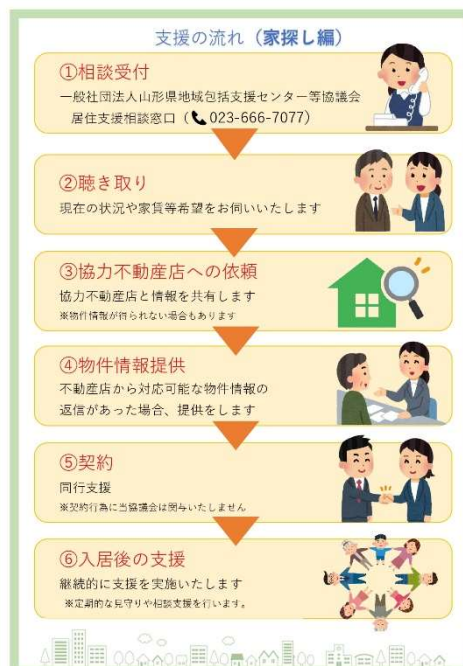 支援の流れ（家探し編）
①相談受付
一般社団法人山形県地域包括支援センター等協議会
居住支援相談窓口（📞023-666-7077）
②聴き取り
現在の状況や家賃等希望をお伺いいたします
③協力不動産店への依頼
協力不動産店と情報を共有します
※物件情報が得られない場合もあります
④物件情報提供
不動産店から対応可能な物件情報の
返信があった場合、提供をします
⑤契約
同行支援
※契約行為に当協議会は関与いたしません
⑥入居後の支援
継続的に支援を実施いたします
※定期的な見守りや相談支援を行います。